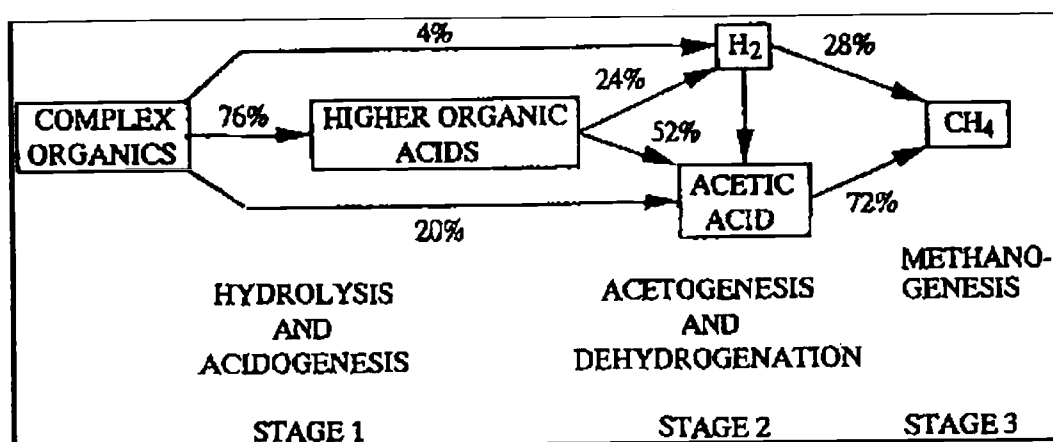 4%
H2
28%
24%
COMPLEX
ORGANICS
76%
HIGHER ORGANIC
ACIDS
52%
CH4
ACETIC
ACID
72%
20%
HYDROLYSIS
AND
ACIDOGENESIS
ACETOGENESIS
AND
DEHYDROGENATION
METHANO-
GENESIS
STAGE 1
STAGE 2
STAGE 3